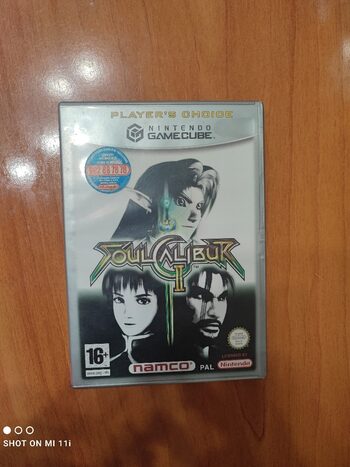 PLAYER'S CHOICE
NINTENDO
GAMECUBE
SOULCALIBUR
II
16+
namco
PAL
LICENSED BY
Nintendo
SHOT ON MI 11i